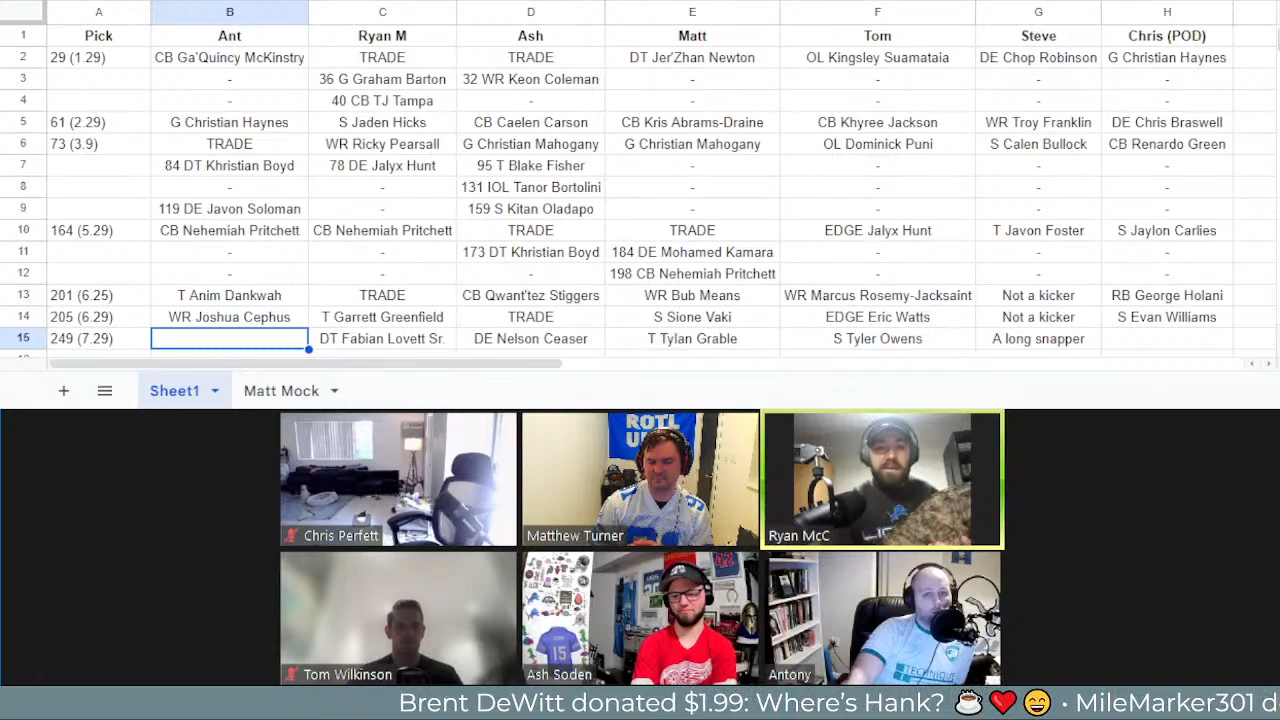 A B C D E F G H
1 Pick Ant Ryan M Ash Matt Tom Steve Chris (POD)
2 29 (1.29) CB Ga'Quincy McKinstry TRADE TRADE DT Jer'Zhan Newton OL Kingsley Suamataia DE Chop Robinson G Christian Haynes
3 - 36 G Graham Barton 32 WR Keon Coleman - - - -
4 - 40 CB TJ Tampa - - - - -
5 61 (2.29) G Christian Haynes S Jaden Hicks CB Caelen Carson CB Kris Abrams-Draine CB Khyree Jackson WR Troy Franklin DE Chris Braswell
6 73 (3.9) TRADE WR Ricky Pearsall G Christian Mahogany G Christian Mahogany OL Dominick Puni S Calen Bullock CB Renardo Green
7 84 DT Khristian Boyd 78 DE Jalyx Hunt 95 T Blake Fisher - - - -
8 - - 131 IOL Tanor Bortolini - - - -
9 119 DE Javon Soloman - 159 S Kitan Oladapo - - - -
10 164 (5.29) CB Nehemiah Pritchett CB Nehemiah Pritchett TRADE TRADE EDGE Jalyx Hunt T Javon Foster S Jaylon Carlies
11 - - 173 DT Khristian Boyd 184 DE Mohamed Kamara - - -
12 - - - 198 CB Nehemiah Pritchett - - -
13 201 (6.25) T Anim Dankwah TRADE CB Qwant'tez Stiggers WR Bub Means WR Marcus Rosemy-Jacksaint Not a kicker RB George Holani
14 205 (6.29) WR Joshua Cephus T Garrett Greenfield TRADE S Sione Vaki EDGE Eric Watts Not a kicker S Evan Williams
15 249 (7.29) DT Fabian Lovett Sr. DE Nelson Ceaser T Tylan Grable S Tyler Owens A long snapper
+ Sheet1 Matt Mock
ROTL
Chris Perfett Matthew Turner Ryan McC
42
15
Tom Wilkinson Ash Soden Antony
Brent DeWitt donated $1.99: Where's Hank? ☕❤️😄 · MileMarker301 d